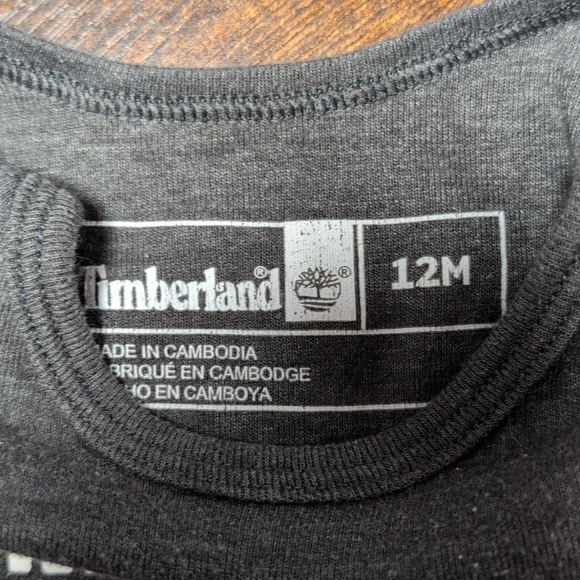 Timberland® ® 12M
ADE IN CAMBODIA
BRIQUÉ EN CAMBODGE
HO EN CAMBOYA